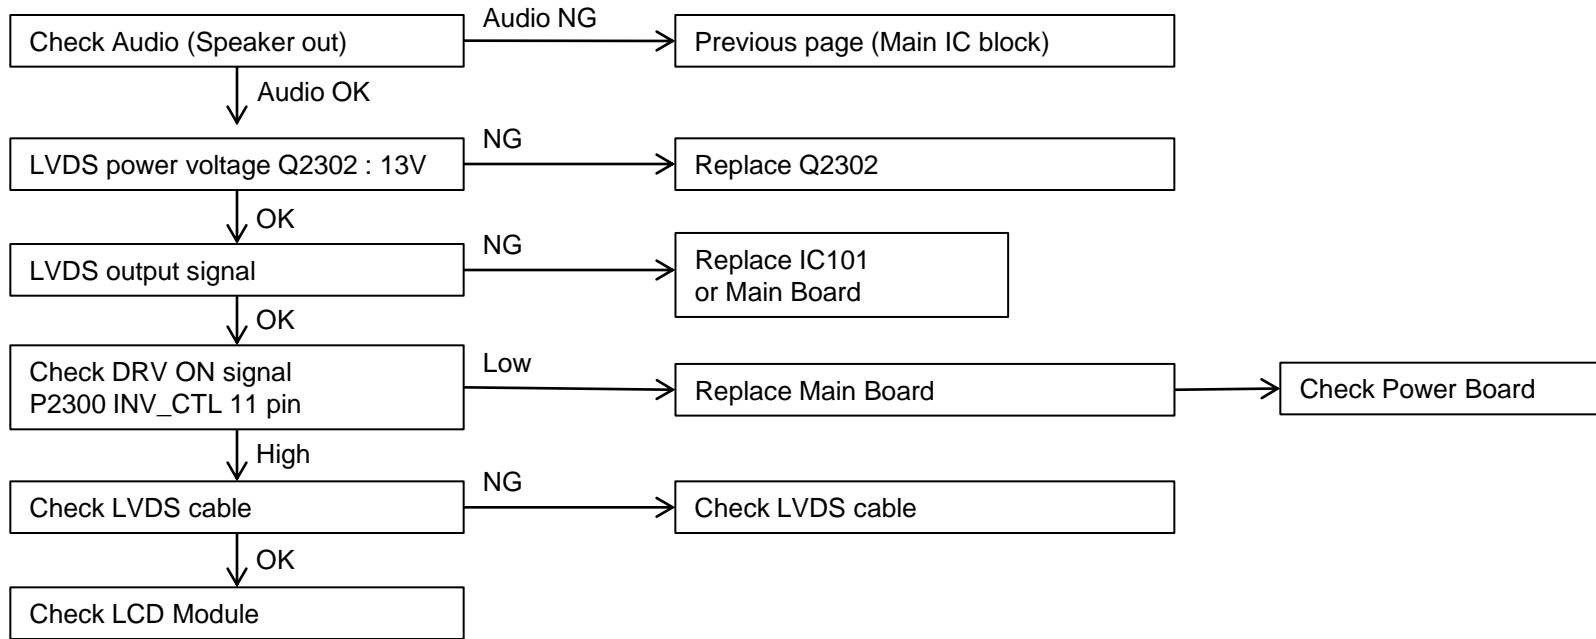 Check Audio (Speaker out)
Audio NG
Previous page (Main IC block)
Audio OK
LVDS power voltage Q2302 : 13V
NG
Replace Q2302
OK
LVDS output signal
NG
Replace IC101
or Main Board
OK
Check DRV ON signal
P2300 INV_CTL 11 pin
Low
Replace Main Board
Check Power Board
High
Check LVDS cable
NG
Check LVDS cable
OK
Check LCD Module